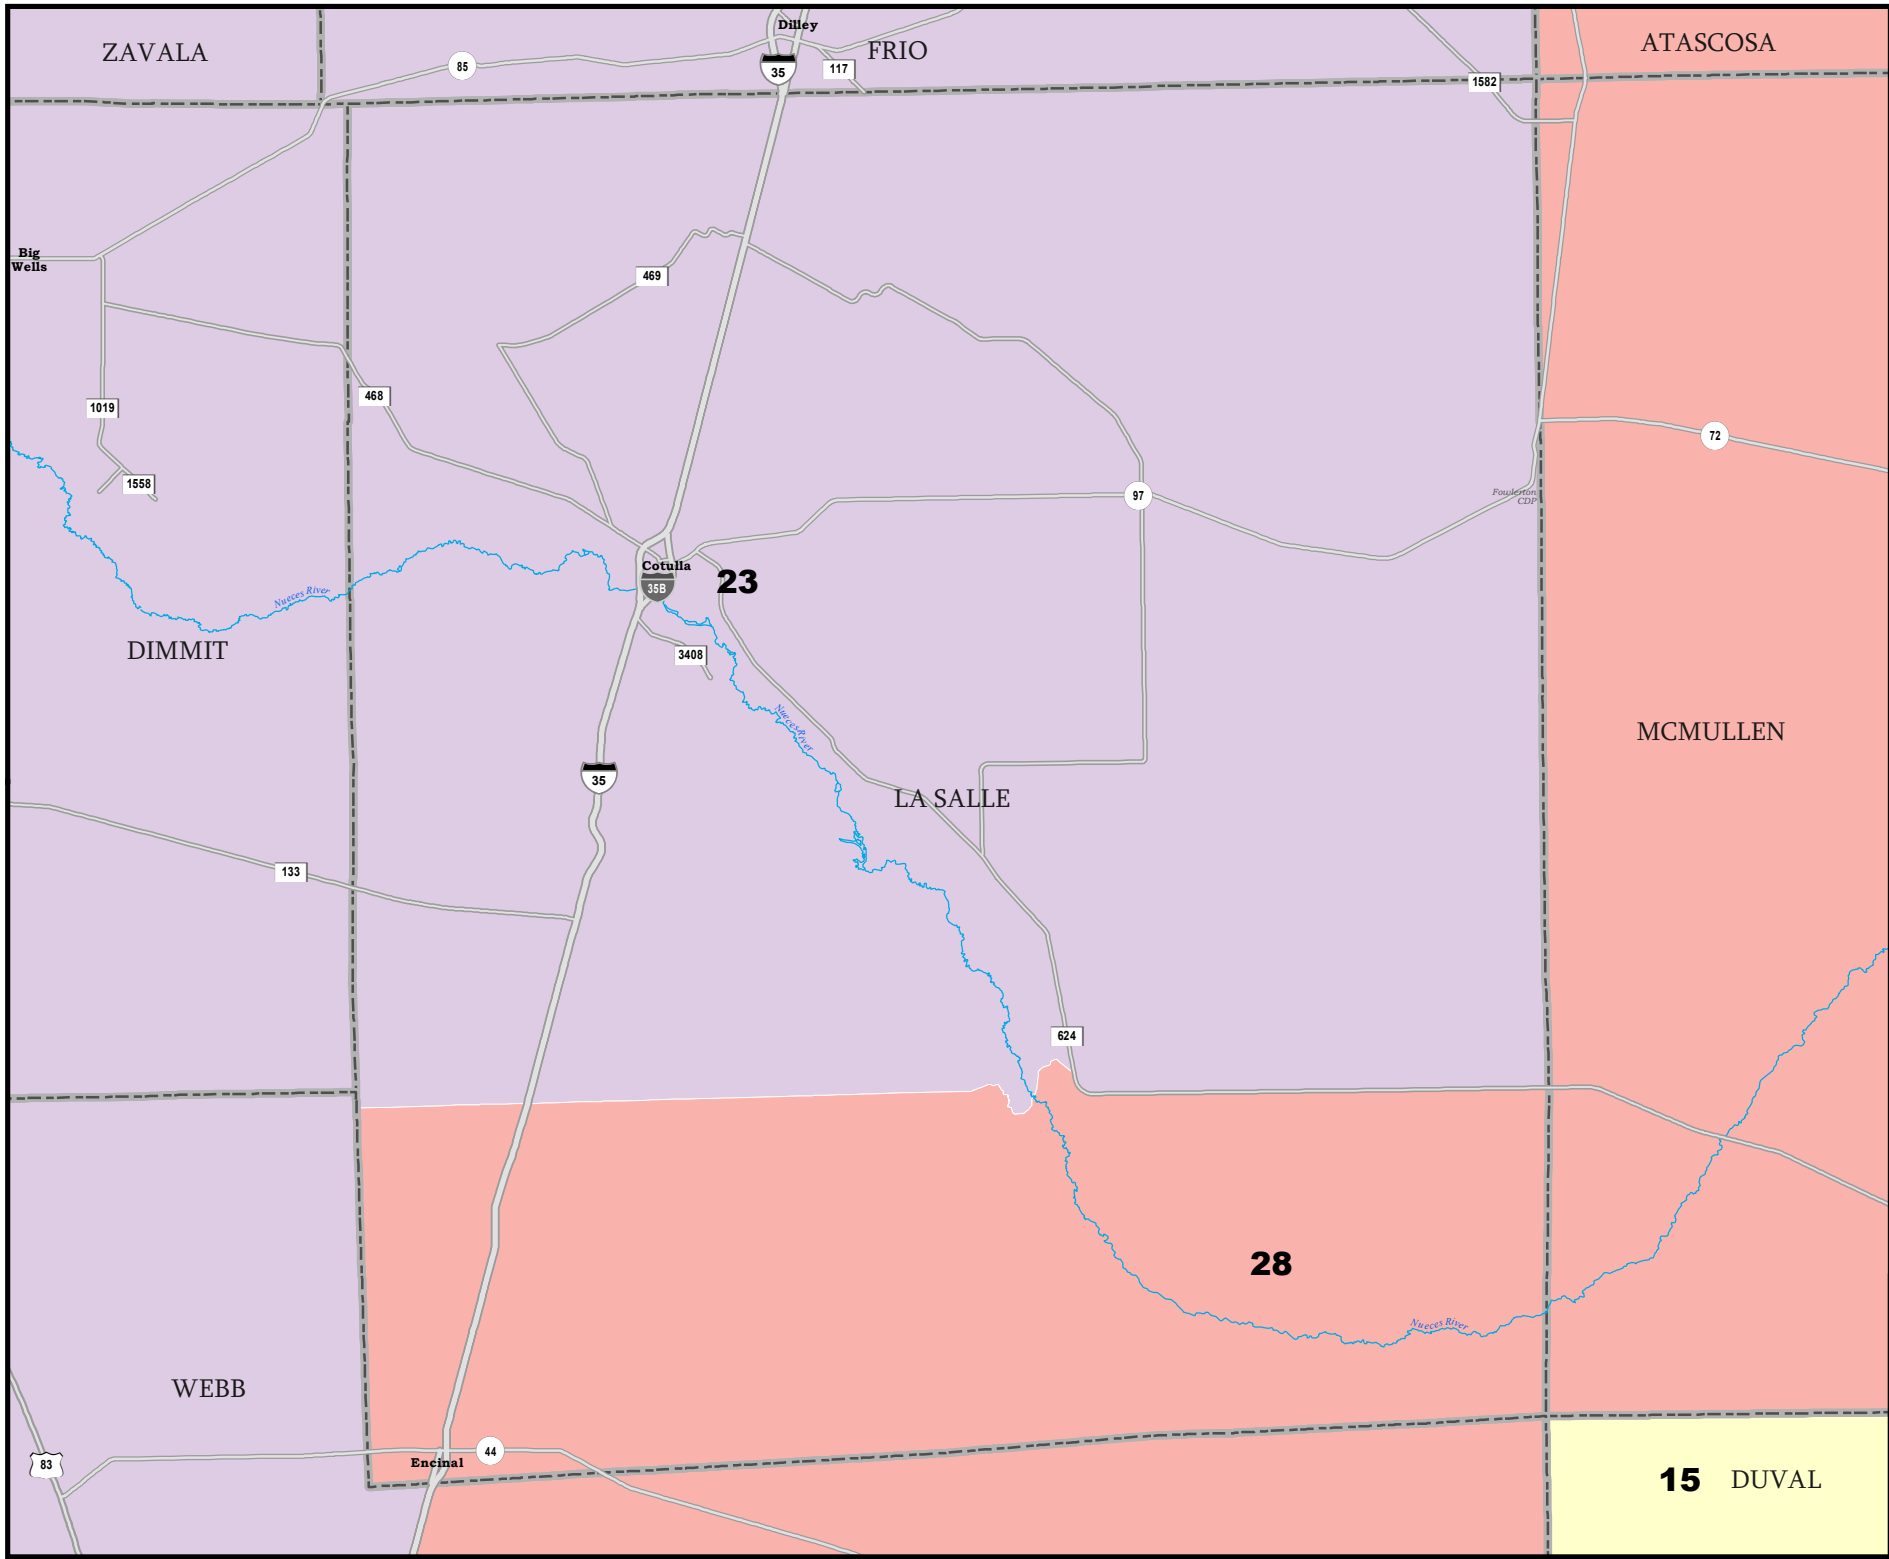 Dilley
ZAVALA
FRIO
ATASCOSA
85
35
117
1582
Big
Wells
469
468
1019
72
1558
97
Fowlerton
CDP
Cotulla
35B
23
Nueces River
DIMMIT
3408
Nueces River
MCMULLEN
35
LA SALLE
133
624
28
Nueces River
WEBB
44
83
Encinal
15
DUVAL